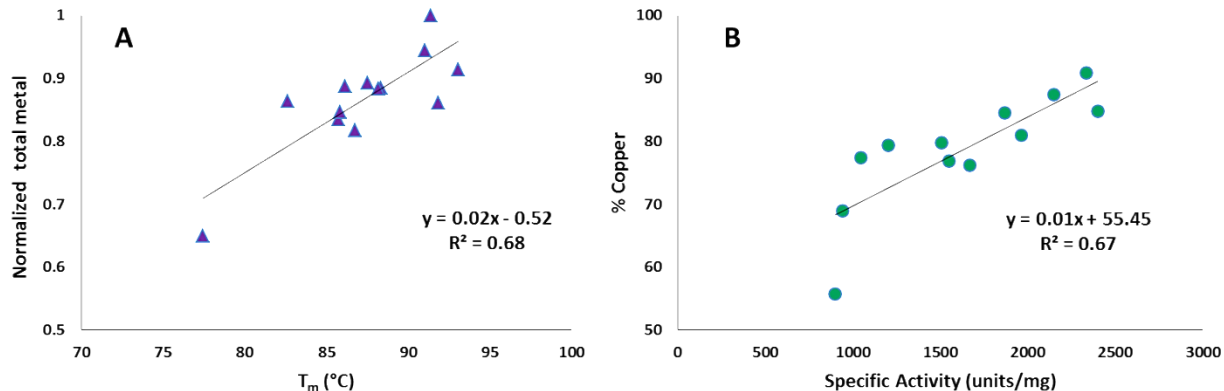 A
Normalized total metal
1
0.9
0.8
0.7
0.6
0.5
y = 0.02x - 0.52
R² = 0.68
70 75 80 85 90 95 100
Tm (°C)
B
% Copper
100
90
80
70
60
50
y = 0.01x + 55.45
R² = 0.67
0 500 1000 1500 2000 2500 3000
Specific Activity (units/mg)